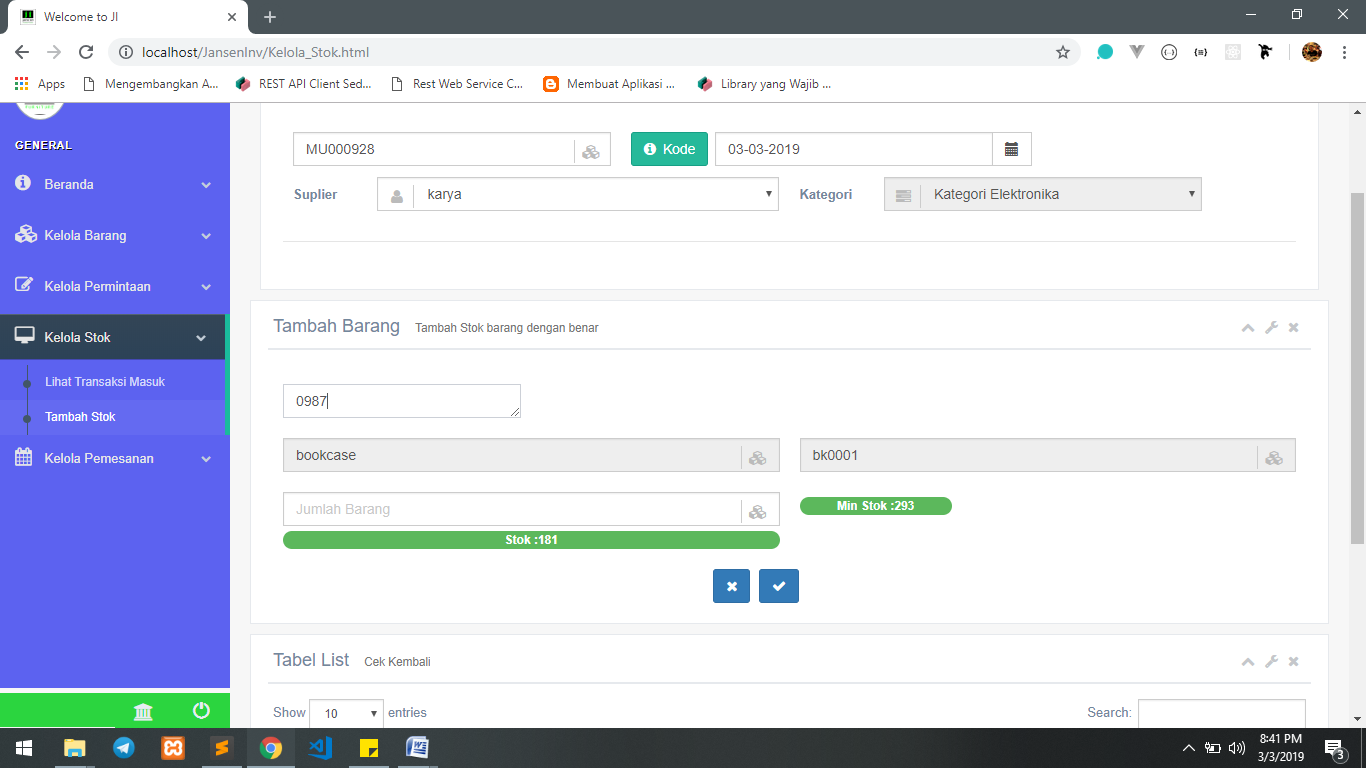 Welcome to JI
localhost/JansenInv/Kelola_Stok.html
Apps Mengembangkan A... REST API Client Sed... Rest Web Service C... Membuat Aplikasi ... Library yang Wajib ...
GENERAL
Beranda
Kelola Barang
Kelola Permintaan
Kelola Stok
Lihat Transaksi Masuk
Tambah Stok
Kelola Pemesanan
MU000928 Kode 03-03-2019
Suplier karya Kategori Kategori Elektronika
Tambah Barang Tambah Stok barang dengan benar
0987
bookcase bk0001
Jumlah Barang Min Stok :293
Stok :181
Tabel List Cek Kembali
Show 10 entries Search:
8:41 PM
3/3/2019
3